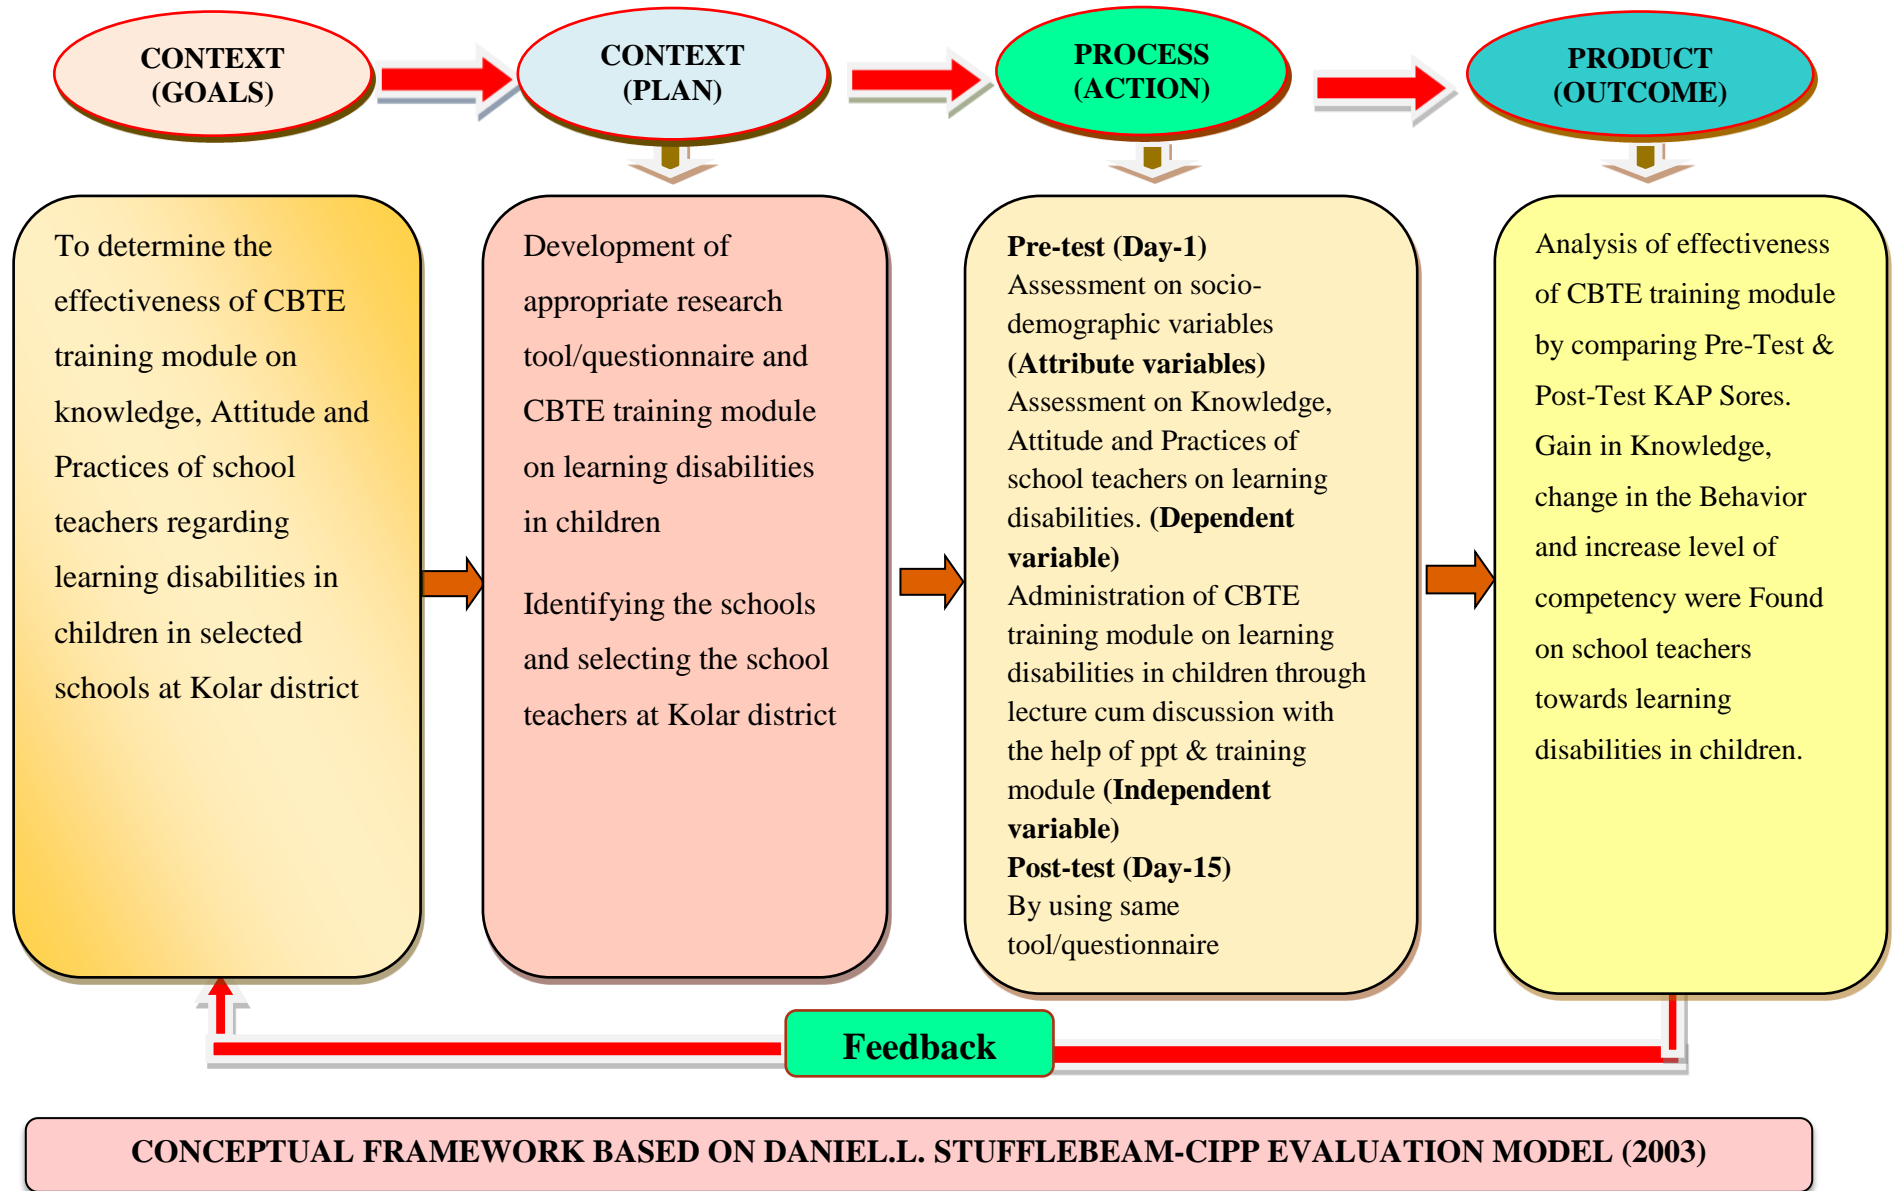 CONTEXT
(GOALS)
CONTEXT
(PLAN)
PROCESS
(ACTION)
PRODUCT
(OUTCOME)
To determine the
effectiveness of CBTE
training module on
knowledge, Attitude and
Practices of school
teachers regarding
learning disabilities in
children in selected
schools at Kolar district
Development of
appropriate research
tool/questionnaire and
CBTE training module
on learning disabilities
in children
Identifying the schools
and selecting the school
teachers at Kolar district
Pre-test (Day-1)
Assessment on socio-
demographic variables
(Attribute variables)
Assessment on Knowledge,
Attitude and Practices of
school teachers on learning
disabilities. (Dependent
variable)
Administration of CBTE
training module on learning
disabilities in children through
lecture cum discussion with
the help of ppt & training
module (Independent
variable)
Post-test (Day-15)
By using same
tool/questionnaire
Analysis of effectiveness
of CBTE training module
by comparing Pre-Test &
Post-Test KAP Sores.
Gain in Knowledge,
change in the Behavior
and increase level of
competency were Found
on school teachers
towards learning
disabilities in children.
Feedback
CONCEPTUAL FRAMEWORK BASED ON DANIEL.L. STUFFLEBEAM-CIPP EVALUATION MODEL (2003)